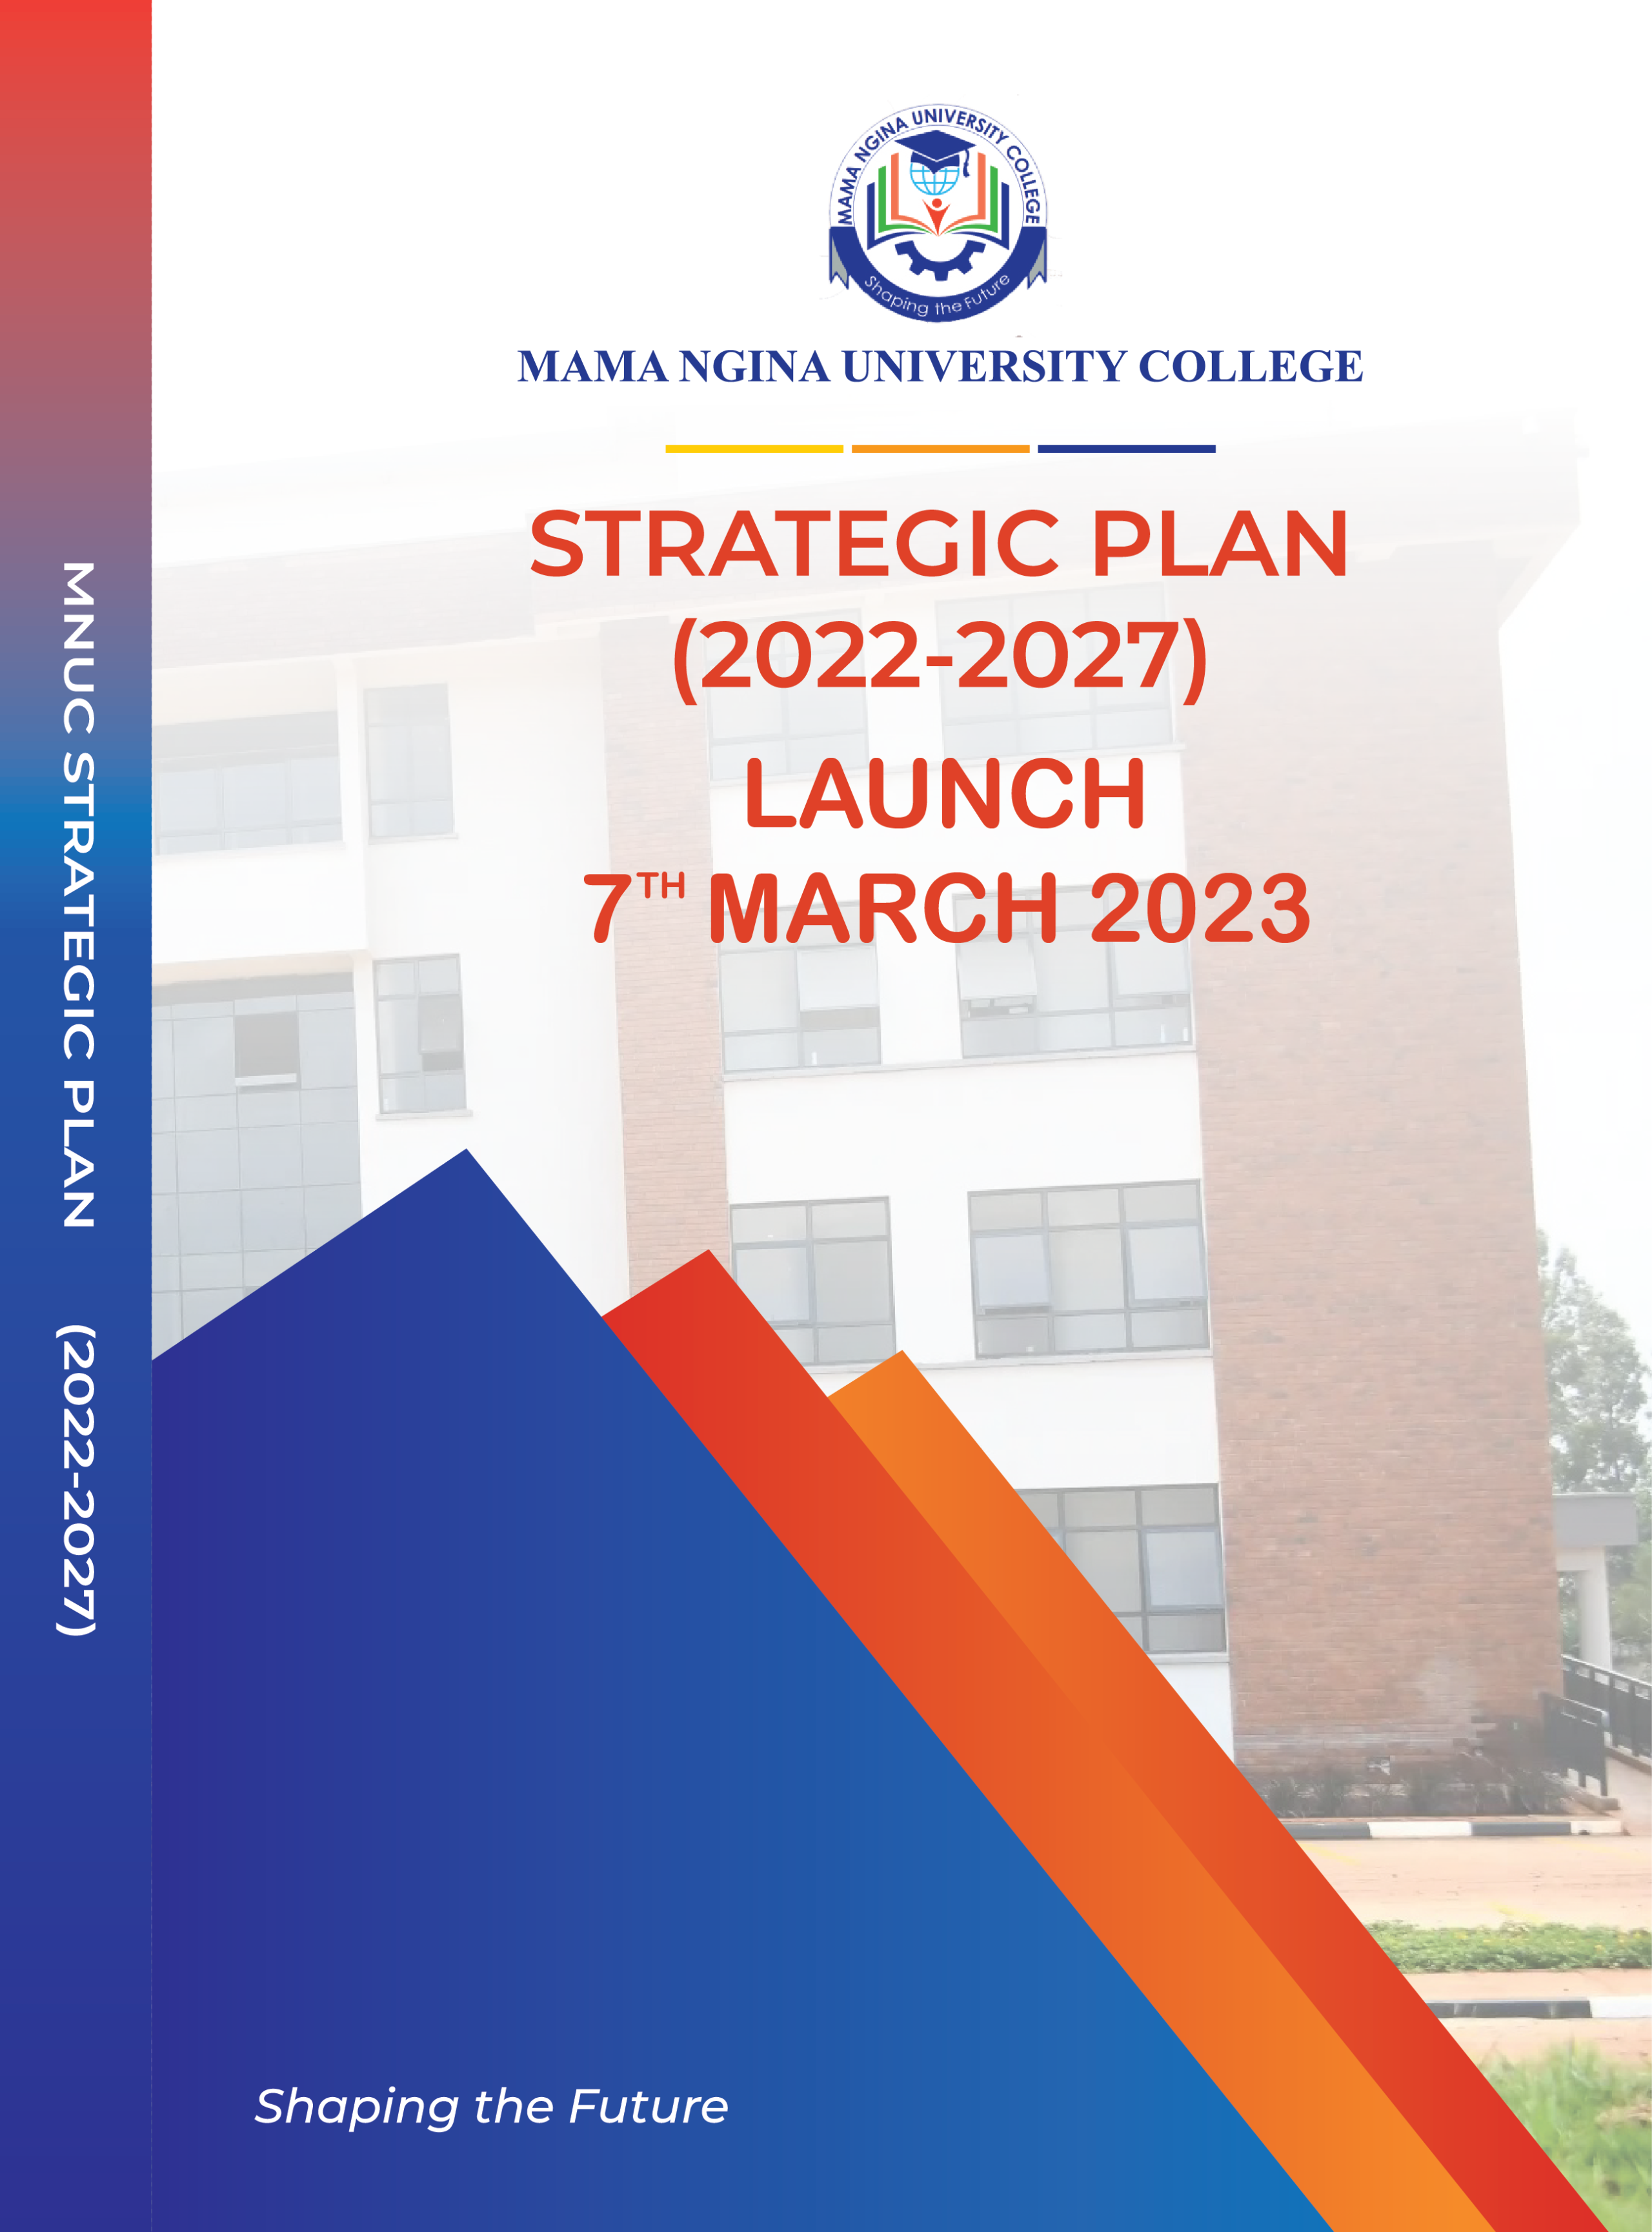 MAMA NGINA UNIVERSITY COLLEGE
Shaping the Future
MAMA NGINA UNIVERSITY COLLEGE
STRATEGIC PLAN
(2022-2027)
LAUNCH
7TH MARCH 2023
MNUC STRATEGIC PLAN (2022-2027)
Shaping the Future